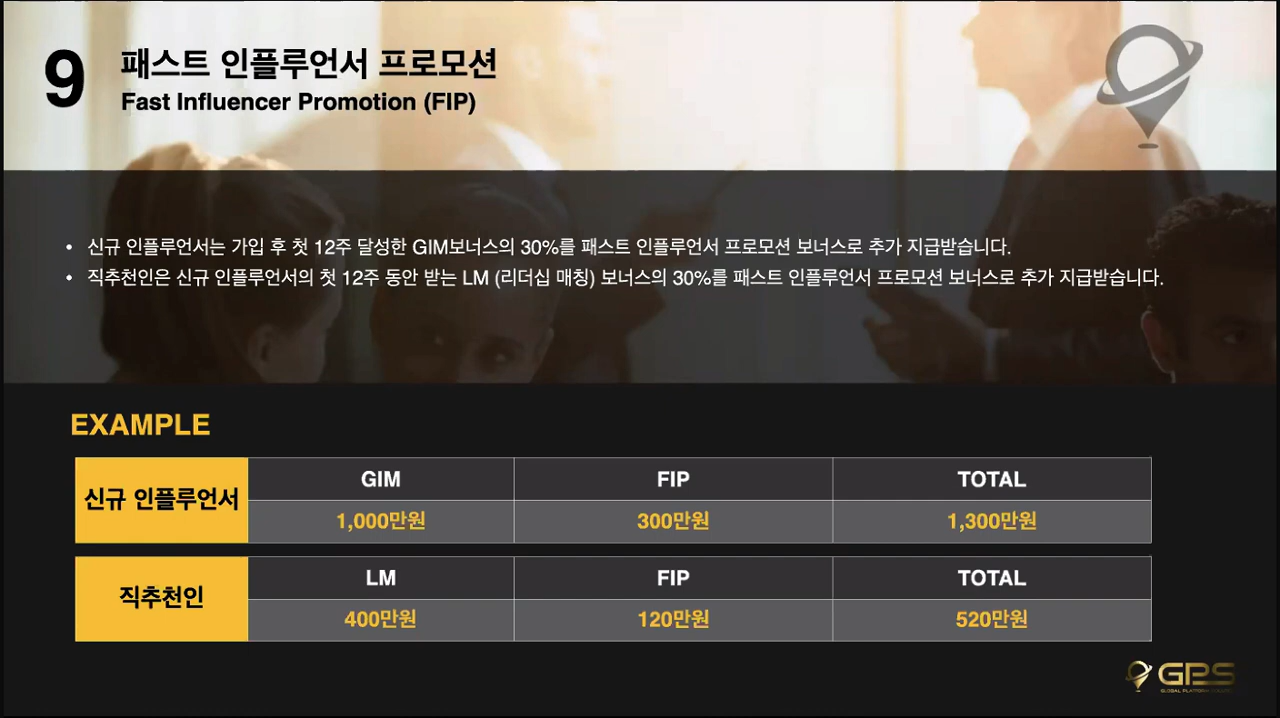 9
패스트 인플루언서 프로모션
Fast Influencer Promotion (FIP)
• 신규 인플루언서는 가입 후 첫 12주 달성한 GIM보너스의 30%를 패스트 인플루언서 프로모션 보너스로 추가 지급받습니다.
• 직추천인은 신규 인플루언서의 첫 12주 동안 받는 LM (리더십 매칭) 보너스의 30%를 패스트 인플루언서 프로모션 보너스로 추가 지급받습니다.
EXAMPLE
신규 인플루언서
GIM FIP TOTAL
1,000만원 300만원 1,300만원
직추천인
LM FIP TOTAL
400만원 120만원 520만원
GPS
GLOBAL PLATFORM